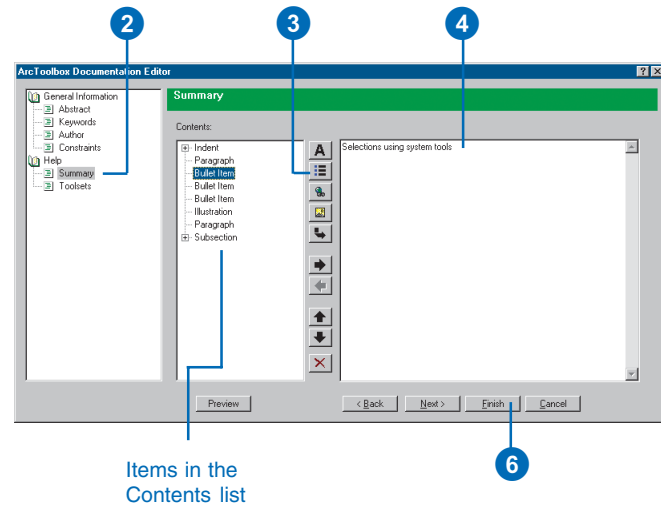 2 3 4
ArcToolbox Documentation Editor
General Information
Abstract
Keywords
Author
Constraints
Help
Summary
Toolsets
Summary
Contents:
Indent
Paragraph
Bullet Item
Bullet Item
Bullet Item
Illustration
Paragraph
Subsection
A
Selections using system tools
Preview
< Back
Next >
Finish
Cancel
6
Items in the
Contents list